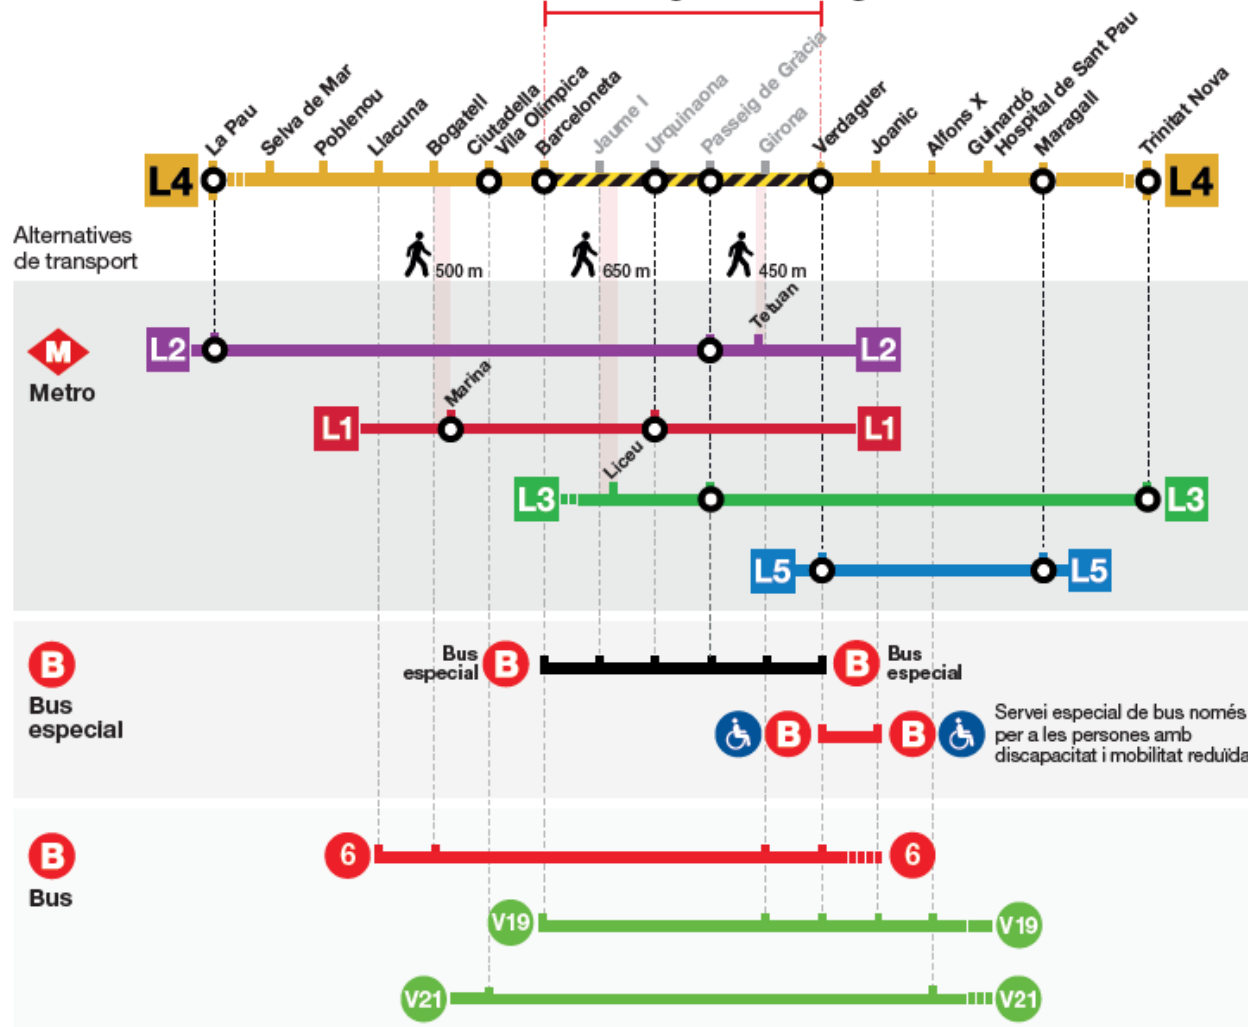 La Pau
Selva de Mar
Poblenou
Llacuna
Bogatell
Ciutadella
Vila Olímpica
Barceloneta
Jaume I
Urquinaona
Passeig de Gràcia
Girona
Verdaguer
Joanic
Alfons X
Guinardó
Hospital de Sant Pau
Maragall
Trinitat Nova
L4
L4
Alternatives
de transport
500 m
650 m
450 m
Tetuan
M
Metro
L2
L2
Marina
L1
L1
Liceu
L3
L3
L5
L5
B
Bus
especial
Bus
especial
B
B
Bus
especial
B
B
Servei especial de bus només
per a les persones amb
discapacitat i mobilitat reduïda
B
Bus
6
6
V19
V19
V21
V21